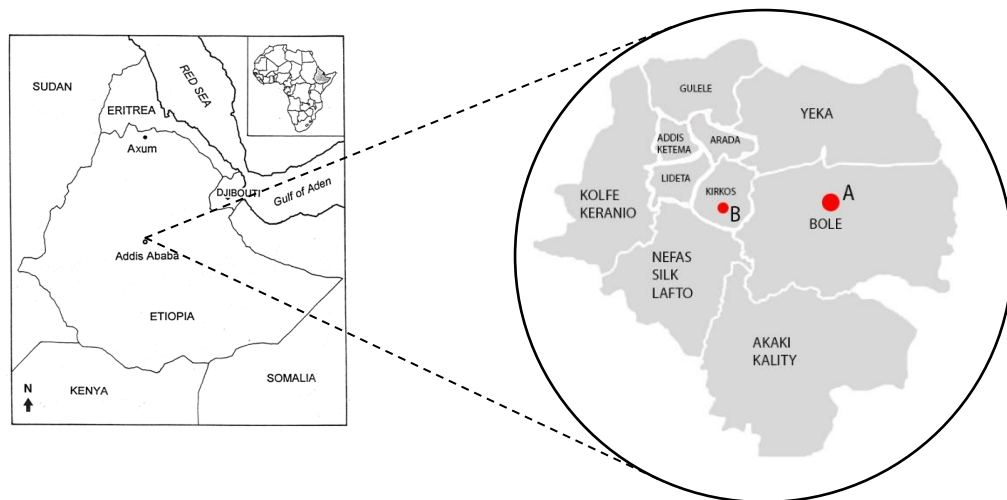 SUDAN
RED SEA
ERITREA
Axum
DJIBOUTI
Gulf of Aden
Addis Ababa
ETIOPIA
SOMALIA
KENYA
N
GULELE
YEKA
ADDIS
KETEMA
ARADA
LIDETA
KIRKOS
KOLFE
KERANIO
A
B
BOLE
NEFAS
SILK
LAFTO
AKAKI
KALITY